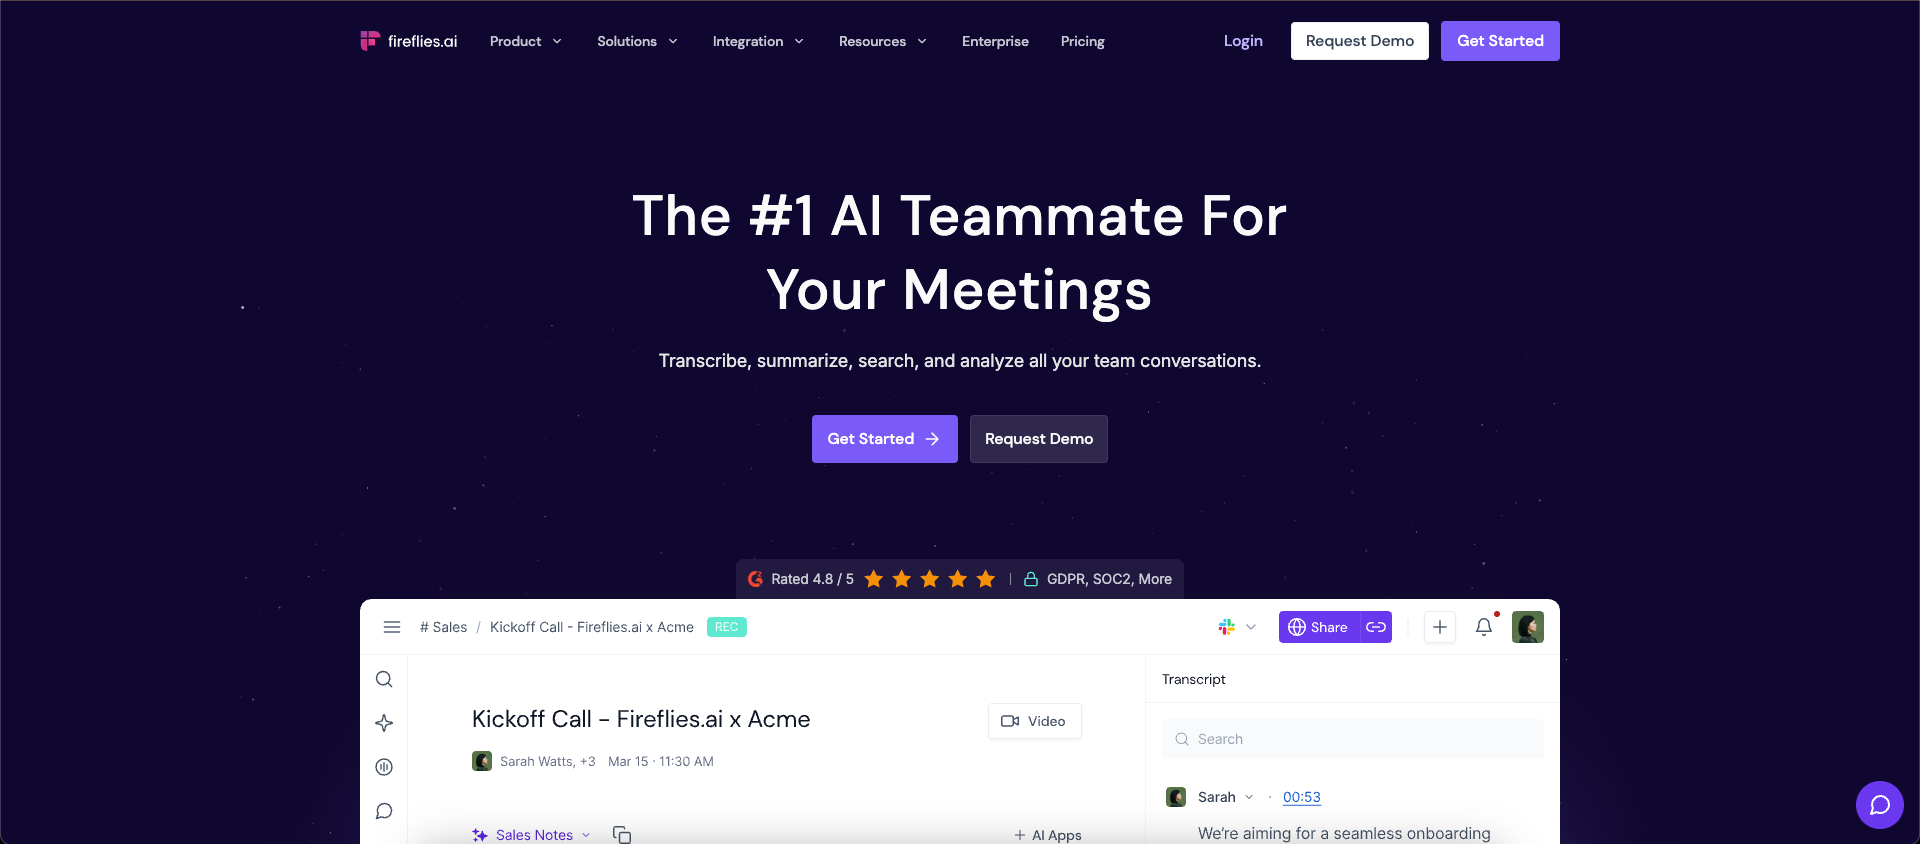 fireflies.ai Product Solutions Integration Resources Enterprise Pricing Login Request Demo Get Started
The #1 AI Teammate For
Your Meetings
Transcribe, summarize, search, and analyze all your team conversations.
Get Started Request Demo
Rated 4.8 / 5 GDPR, SOC2, More
# Sales / Kickoff Call - Fireflies.ai x Acme REC Share
Transcript
Kickoff Call - Fireflies.ai x Acme Video
Search
Sarah Watts, +3 Mar 15 · 11:30 AM
Sarah · 00:53
Sales Notes + AI Apps
We're aiming for a seamless onboarding